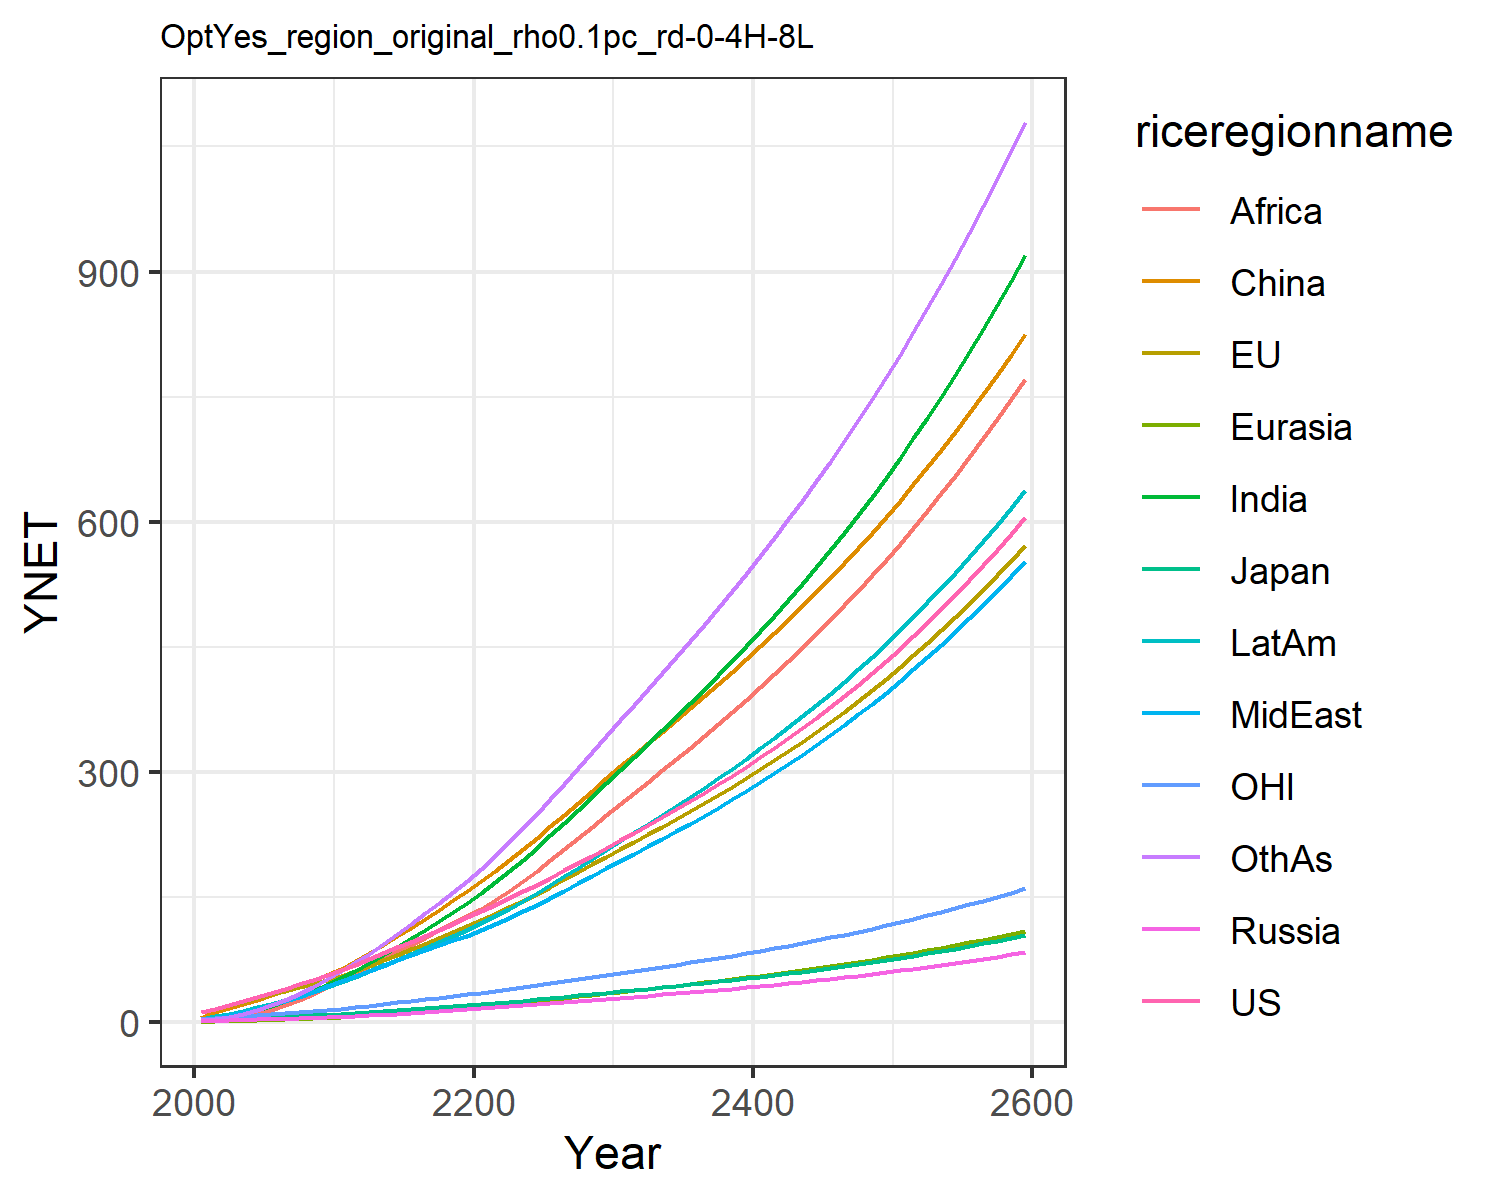 OptYes_region_original_rho0.1pc_rd-0-4H-8L
YNET
900
600
300
0
2000 2200 2400 2600
Year
riceregionname
Africa
China
EU
Eurasia
India
Japan
LatAm
MidEast
OHI
OthAs
Russia
US